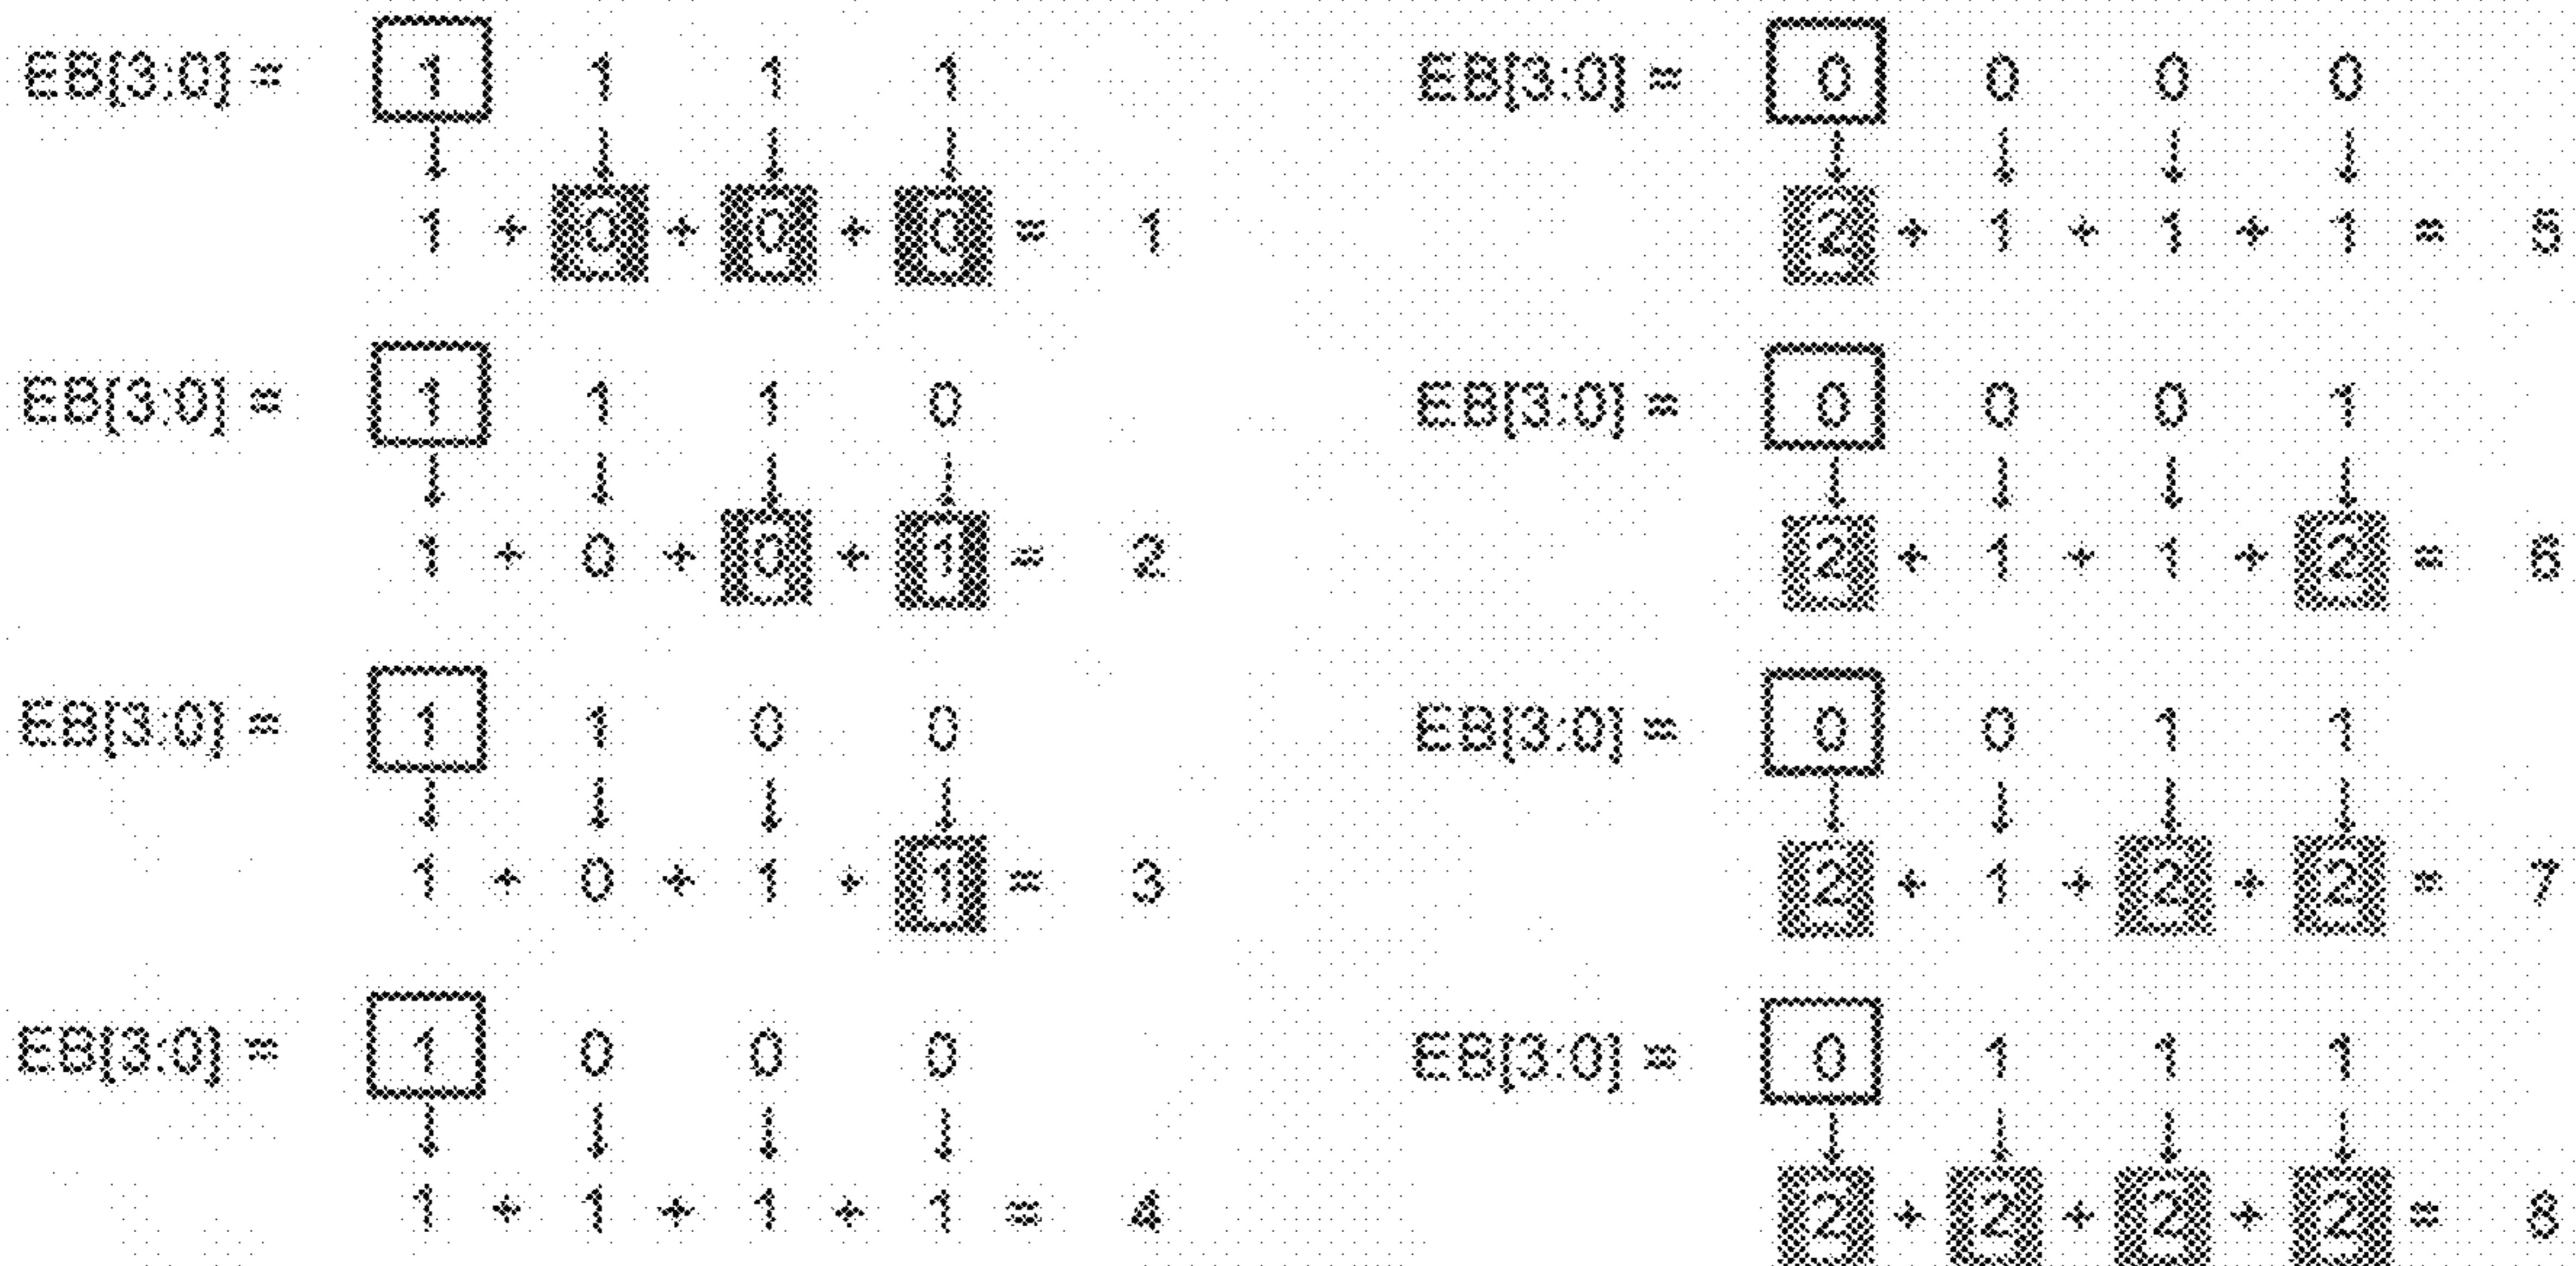 EB[3:0] = 1 1 1 1
1 + 0 + 0 + 0 = 1
EB[3:0] = 1 1 1 0
1 + 0 + 0 + 1 = 2
EB[3:0] = 1 1 0 0
1 + 0 + 1 + 1 = 3
EB[3:0] = 1 0 0 0
1 + 1 + 1 + 1 = 4
EB[3:0] = 0 0 0 0
2 + 1 + 1 + 1 = 5
EB[3:0] = 0 0 0 1
2 + 1 + 1 + 2 = 6
EB[3:0] = 0 0 1 1
2 + 1 + 2 + 2 = 7
EB[3:0] = 0 1 1 1
2 + 2 + 2 + 2 = 8